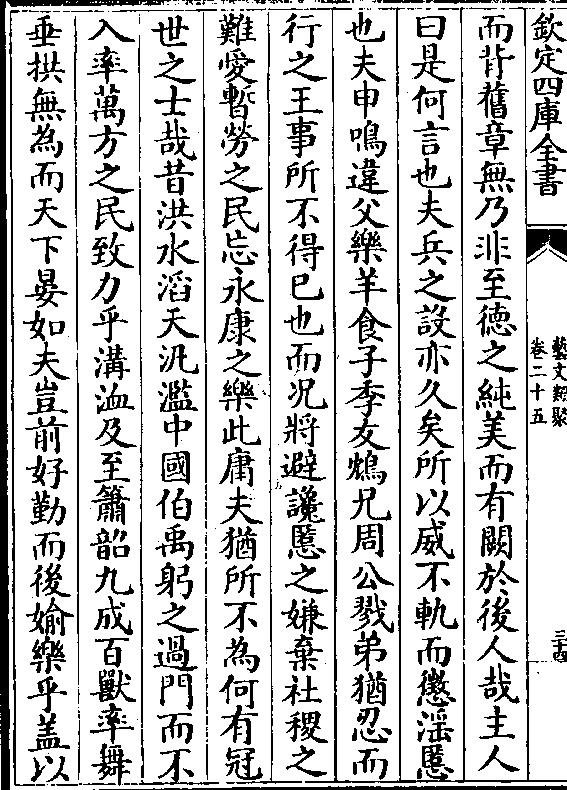 欽定四庫全書
藝文類聚
卷二十五
三十四
而背舊章無乃非至德之純美而有闕於後人哉主人
曰是何言也夫兵之設亦久矣所以威不軌而懲淫慝
也夫申鳴違父樂羊食子季友鴆兄周公戮弟猶忍而
行之王事所不得已也而况將避讒慝之嫌棄社稷之
難愛暫勞之民忘永康之樂此庸夫猶所不為何有冠
世之士哉昔洪水滔天汎濫中國伯禹躬之過門而不
入率萬方之民致力乎溝洫及至簫韶九成百獸率舞
垂拱無為而天下晏如夫豈前好勤而後媮樂乎盖以